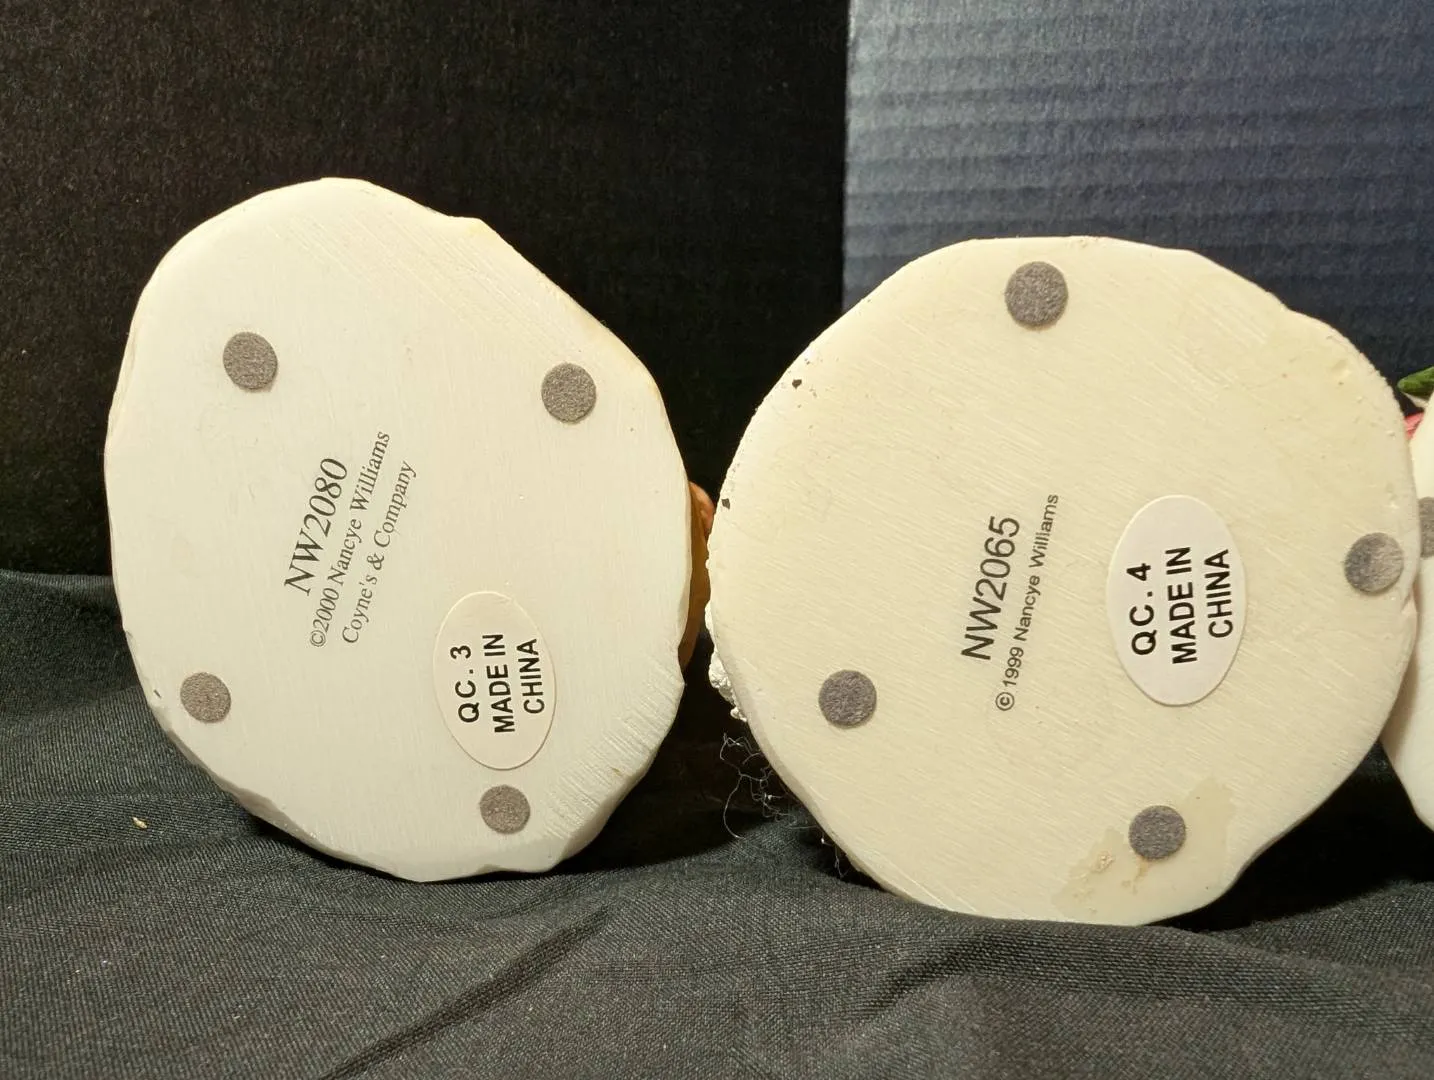 NW2080
©2000 Nancye Williams
Coyne's & Company
QC. 3
MADE IN
CHINA
NW2065
©1999 Nancye Williams
QC. 4
MADE IN
CHINA